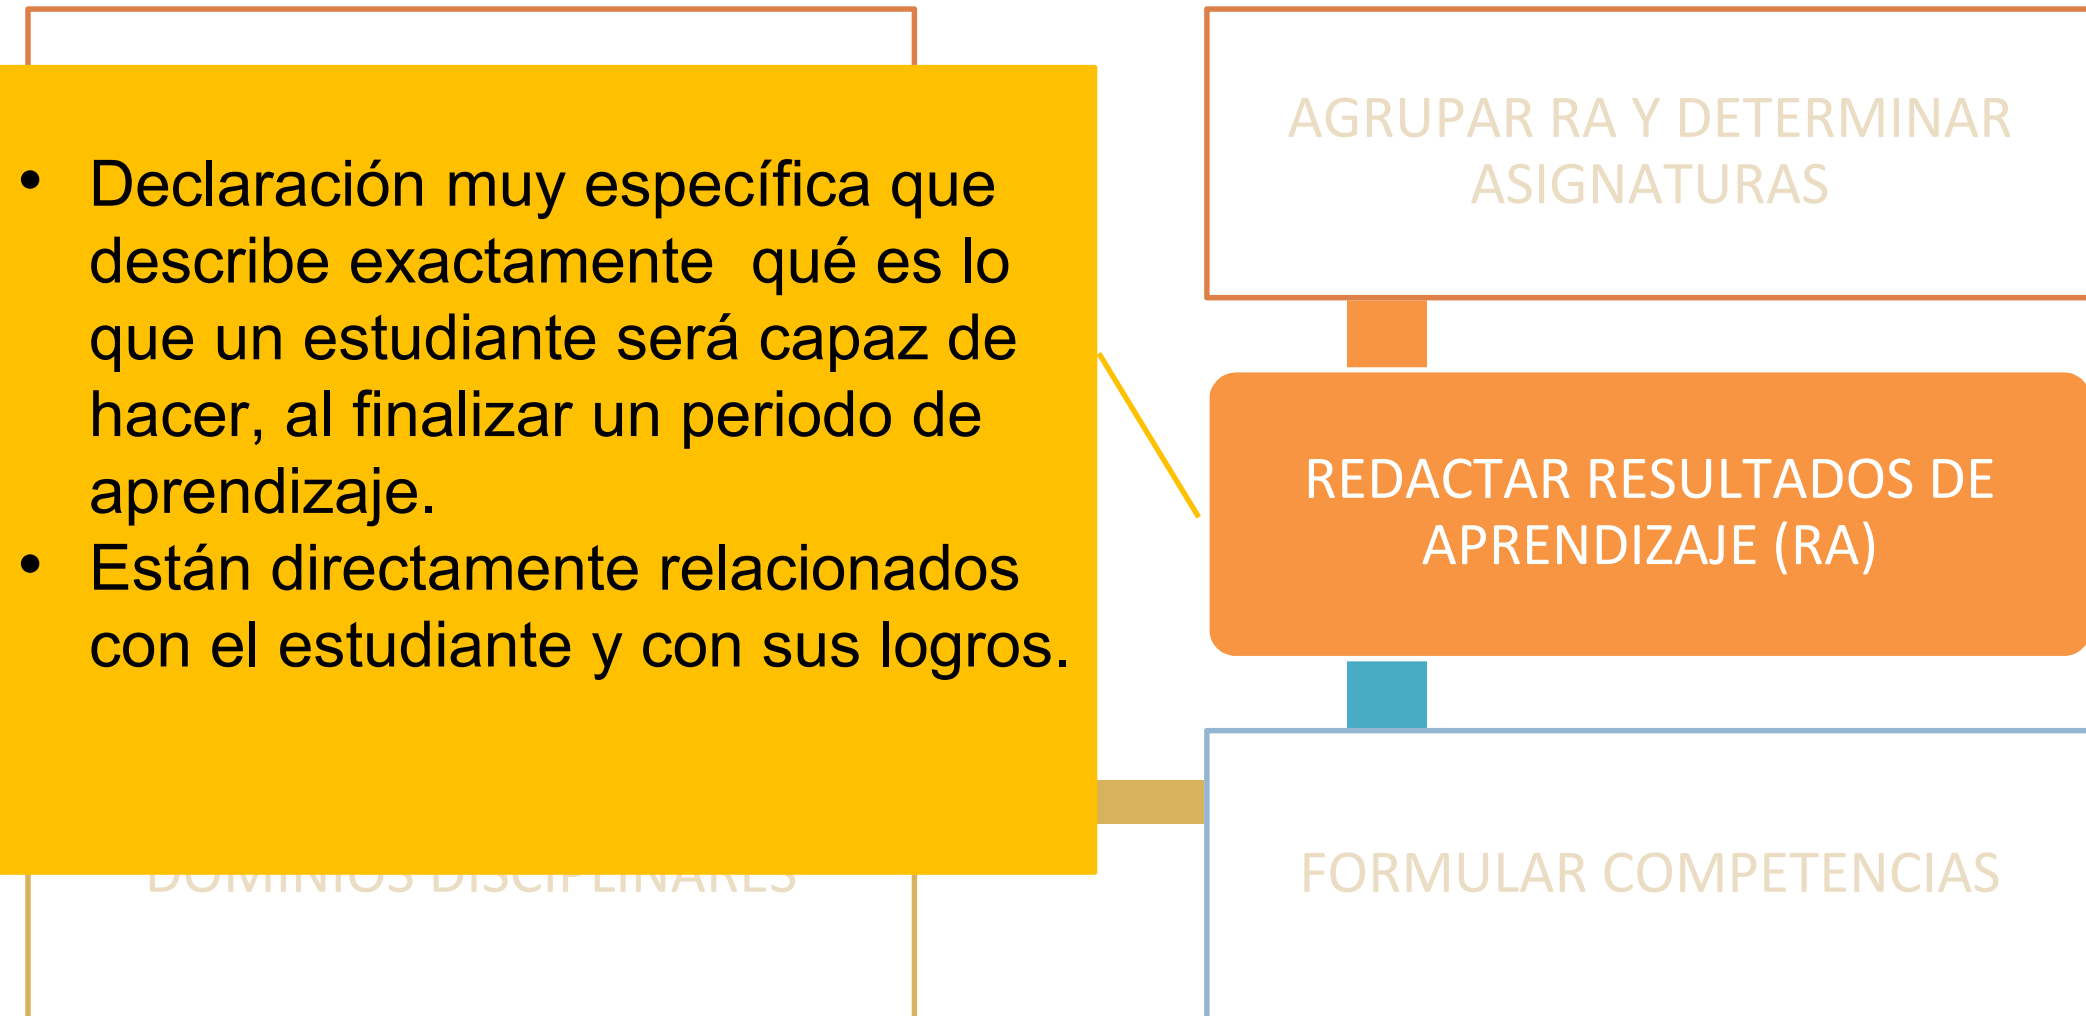 • Declaración muy específica que
describe exactamente  qué es lo
que un estudiante será capaz de
hacer, al finalizar un periodo de
aprendizaje.
• Están directamente relacionados
con el estudiante y con sus logros.
DOMINIOS DISCIPLINARES
AGRUPAR RA Y DETERMINAR
ASIGNATURAS
REDACTAR RESULTADOS DE
APRENDIZAJE (RA)
FORMULAR COMPETENCIAS